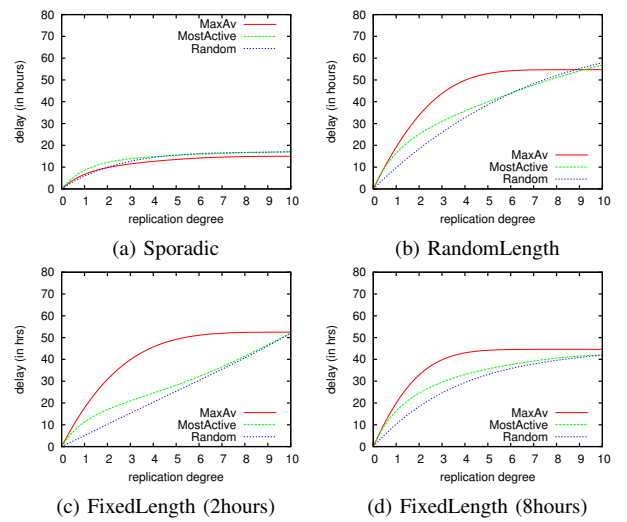 80
70
60
50
40
30
20
10
0
delay (in hours)
MaxAv
MostActive
Random
0 1 2 3 4 5 6 7 8 9 10
replication degree
(a) Sporadic
80
70
60
50
40
30
20
10
0
delay (in hours)
MaxAv
MostActive
Random
0 1 2 3 4 5 6 7 8 9 10
replication degree
(b) RandomLength
80
70
60
50
40
30
20
10
0
delay (in hrs)
MaxAv
MostActive
Random
0 1 2 3 4 5 6 7 8 9 10
replication degree
(c) FixedLength (2hours)
80
70
60
50
40
30
20
10
0
delay (in hrs)
MaxAv
MostActive
Random
0 1 2 3 4 5 6 7 8 9 10
replication degree
(d) FixedLength (8hours)